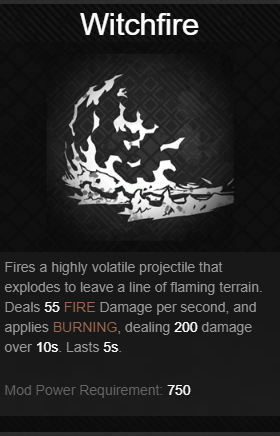 Witchfire
Fires a highly volatile projectile that
explodes to leave a line of flaming terrain.
Deals 55 FIRE Damage per second, and
applies BURNING, dealing 200 damage
over 10s. Lasts 5s.
Mod Power Requirement: 750